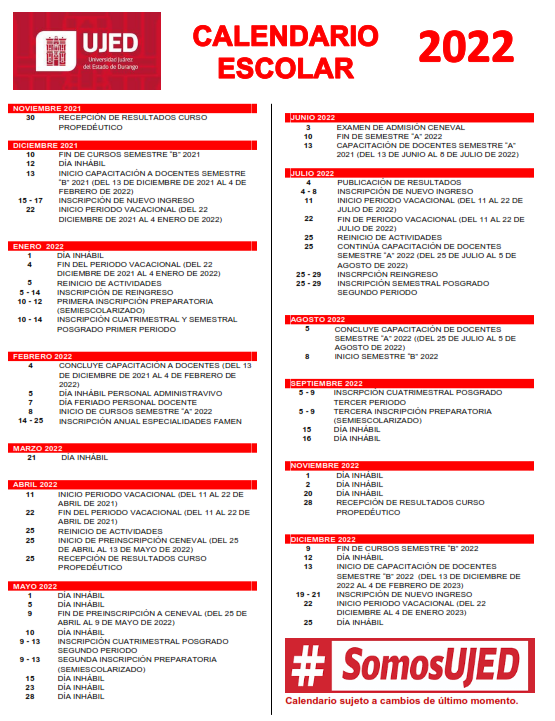 UJED
Universidad Juárez
del Estado de Durango
CALENDARIO
ESCOLAR
2022
NOVIEMBRE 2021
30 RECEPCIÓN DE RESULTADOS CURSO
PROPEDÉUTICO
DICIEMBRE 2021
10 FIN DE CURSOS SEMESTRE "B" 2021
12 DÍA INHÁBIL
13 INICIO CAPACITACIÓN A DOCENTES SEMESTRE
"B" 2021 (DEL 13 DE DICIEMBRE DE 2021 AL 4 DE
FEBRERO DE 2022)
15 - 17 INSCRIPCIÓN DE NUEVO INGRESO
22 INICIO PERIODO VACACIONAL (DEL 22
DICIEMBRE DE 2021 AL 4 ENERO DE 2022)
ENERO 2022
1 DÍA INHÁBIL
4 FIN DEL PERIODO VACACIONAL (DEL 22
DICIEMBRE DE 2021 AL 4 ENERO DE 2022)
5 REINICIO DE ACTIVIDADES
5 - 14 INSCRIPCIÓN DE REINGRESO
10 - 12 PRIMERA INSCRIPCIÓN PREPARATORIA
(SEMIESCOLARIZADO)
10 - 14 INSCRIPCIÓN CUATRIMESTRAL Y SEMESTRAL
POSGRADO PRIMER PERIODO
FEBRERO 2022
4 CONCLUYE CAPACITACIÓN A DOCENTES (DEL 13
DE DICIEMBRE DE 2021 AL 4 DE FEBRERO DE
2022)
5 DÍA INHÁBIL PERSONAL ADMINISTRAVIVO
7 DÍA FERIADO PERSONAL DOCENTE
8 INICIO DE CURSOS SEMESTRE "A" 2022
14 - 25 INSCRIPCIÓN ANUAL ESPECIALIDADES FAMEN
MARZO 2022
21 DÍA INHÁBIL
ABRIL 2022
11 INICIO PERIODO VACACIONAL (DEL 11 AL 22 DE
ABRIL DE 2021)
22 FIN DEL PERIODO VACACIONAL (DEL 11 AL 22 DE
ABRIL DE 2021)
25 REINICIO DE ACTIVIDADES
25 INICIO DE PREINSCRIPCIÓN CENEVAL (DEL 25
DE ABRIL AL 13 DE MAYO DE 2022)
25 RECEPCIÓN DE RESULTADOS CURSO
PROPEDÉUTICO
MAYO 2022
1 DÍA INHÁBIL
5 DÍA INHÁBIL
9 FIN DE PREINSCRIPCIÓN A CENEVAL (DEL 25 DE
ABRIL AL 9 DE MAYO DE 2022)
10 DÍA INHÁBIL
9 - 13 INSCRIPCIÓN CUATRIMESTRAL POSGRADO
SEGUNDO PERIODO
9 - 13 SEGUNDA INSCRIPCIÓN PREPARATORIA
(SEMIESCOLARIZADO)
15 DÍA INHÁBIL
23 DÍA INHÁBIL
28 DÍA INHÁBIL
JUNIO 2022
3 EXAMEN DE ADMISIÓN CENEVAL
10 FIN DE SEMESTRE "A" 2022
13 CAPACITACIÓN DE DOCENTES SEMESTRE "A"
2021 (DEL 13 DE JUNIO AL 8 DE JULIO DE 2022)
JULIO 2022
4 PUBLICACIÓN DE RESULTADOS
4 - 8 INSCRIPCIÓN DE NUEVO INGRESO
11 INICIO PERIODO VACACIONAL (DEL 11 AL 22 DE
JULIO DE 2022)
22 FIN DE PERIODO VACACIONAL (DEL 11 AL 22 DE
JULIO DE 2022)
25 REINICIO DE ACTIVIDADES
25 CONTINÚA CAPACITACIÓN DE DOCENTES
SEMESTRE "A" 2022 (DEL 25 DE JULIO AL 5 DE
AGOSTO DE 2022)
25 - 29 INSCRPCIÓN REINGRESO
25 - 29 INSCRIPCIÓN SEMESTRAL POSGRADO
SEGUNDO PERIODO
AGOSTO 2022
5 CONCLUYE CAPACITACIÓN DE DOCENTES
SEMESTRE "A" 2022 ((DEL 25 DE JULIO AL 5 DE
AGOSTO DE 2022)
8 INICIO SEMESTRE "B" 2022
SEPTIEMBRE 2022
5 - 9 INSCRPCIÓN CUATRIMESTRAL POSGRADO
TERCER PERIODO
5 - 9 TERCERA INSCRIPCIÓN PREPARATORIA
(SEMIESCOLARIZADO)
15 DÍA INHÁBIL
16 DÍA INHÁBIL
NOVIEMBRE 2022
1 DÍA INHÁBIL
2 DÍA INHÁBIL
20 DÍA INHÁBIL
28 RECEPCIÓN DE RESULTADOS CURSO
PROPEDÉUTICO
DICIEMBRE 2022
9 FIN DE CURSOS SEMESTRE "B" 2022
12 DÍA INHÁBIL
13 INICIO DE CAPACITACIÓN DE DOCENTES
SEMESTRE "B" 2022 (DEL 13 DE DICIEMBRE DE
2022 AL 4 DE FEBRERO DE 2023)
19 - 21 INSCRIPCIÓN DE NUEVO INGRESO
22 INICIO PERIODO VACACIONAL (DEL 22
DICIEMBRE AL 4 ENERO DE 2023)
25 DÍA INHÁBIL
# SomosUJED
Calendario sujeto a cambios de último momento.